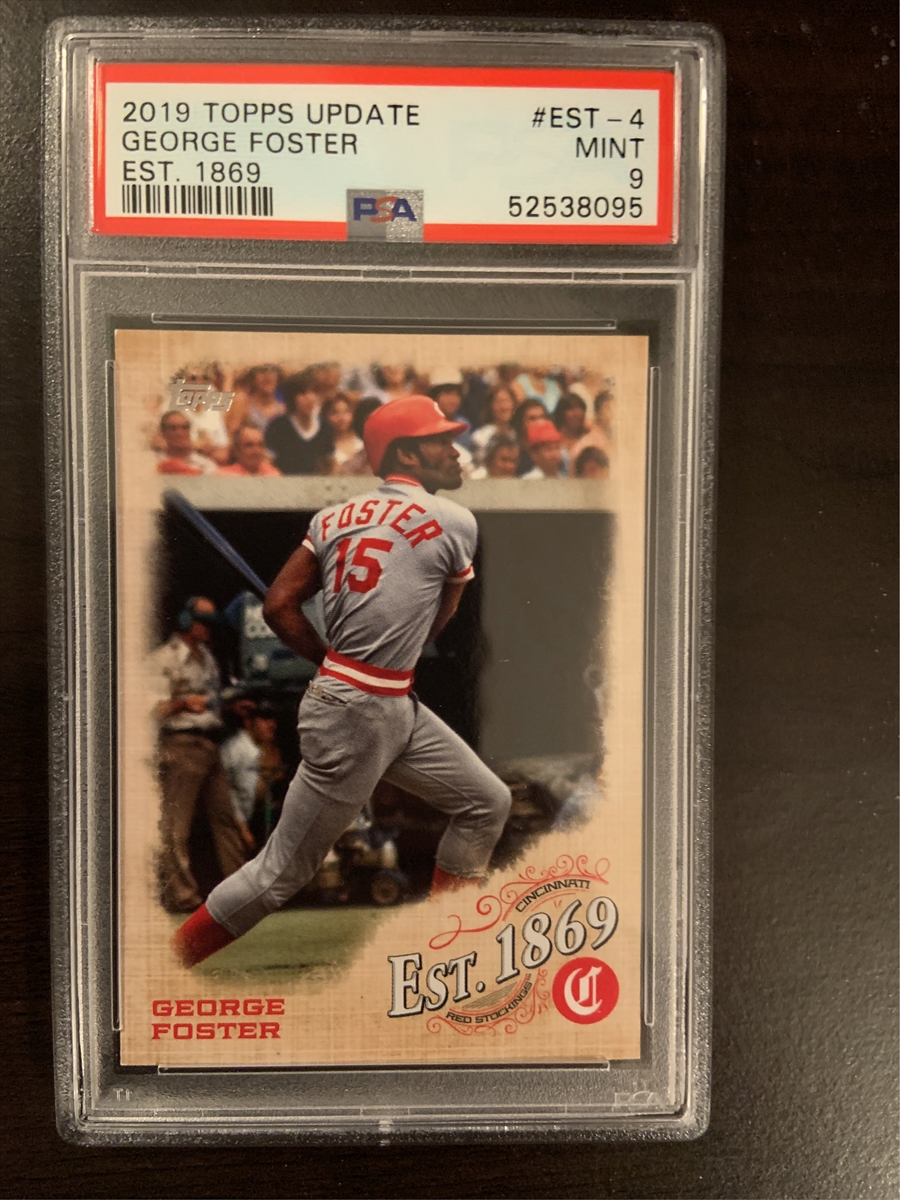 2019 TOPPS UPDATE #EST-4
GEORGE FOSTER MINT
EST. 1869 9
PSA 52538095
Topps
FOSTER
15
CINCINNATI
EST. 1869
RED STOCKINGS
C
GEORGE
FOSTER